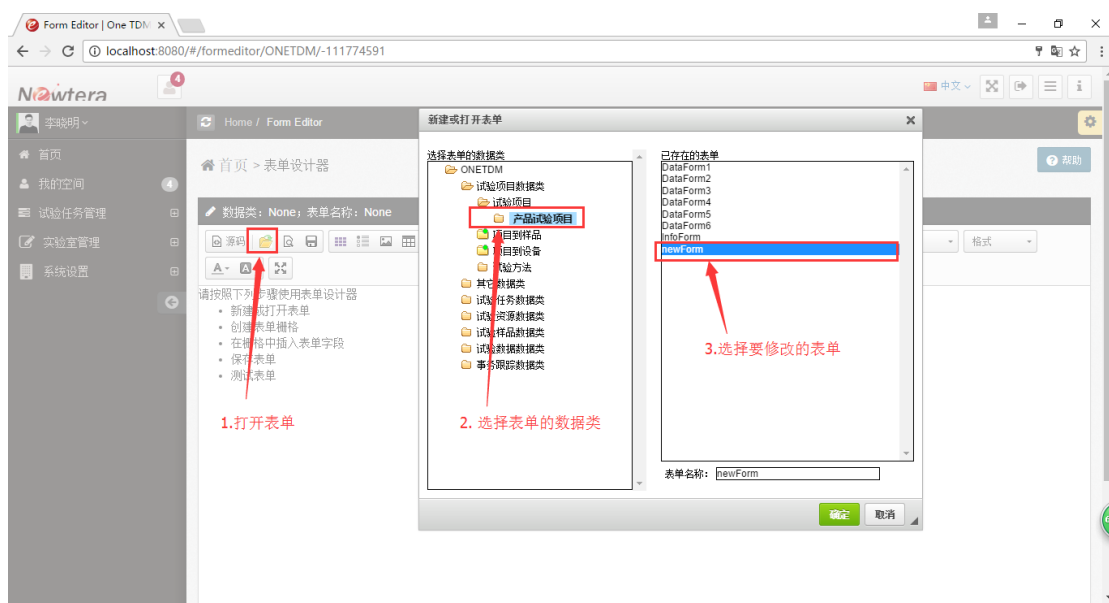 Form Editor | One TDM
localhost:8080/#/formeditor/ONETDM/-111774591
Newtera
4
中文
李晓明
Home / Form Editor
首页
我的空间
4
试验任务管理
实验室管理
系统设置
首页 > 表单设计器
帮助
数据类: None; 表单名称: None
源码
格式
A
A
请按照下列步骤使用表单设计器
新建或打开表单
创建表单栅格
在栅格中插入表单字段
保存表单
测试表单
1.打开表单
新建或打开表单
选择表单的数据类
ONETDM
试验项目数据类
试验项目
产品试验项目
项目到样品
项目到设备
试验方法
其它数据类
试验任务数据类
试验资源数据类
试验样品数据类
试验数据数据类
事务跟踪数据类
2. 选择表单的数据类
已存在的表单
DataForm1
DataForm2
DataForm3
DataForm4
DataForm5
DataForm6
InfoForm
newForm
3.选择要修改的表单
表单名称: newForm
确定
取消